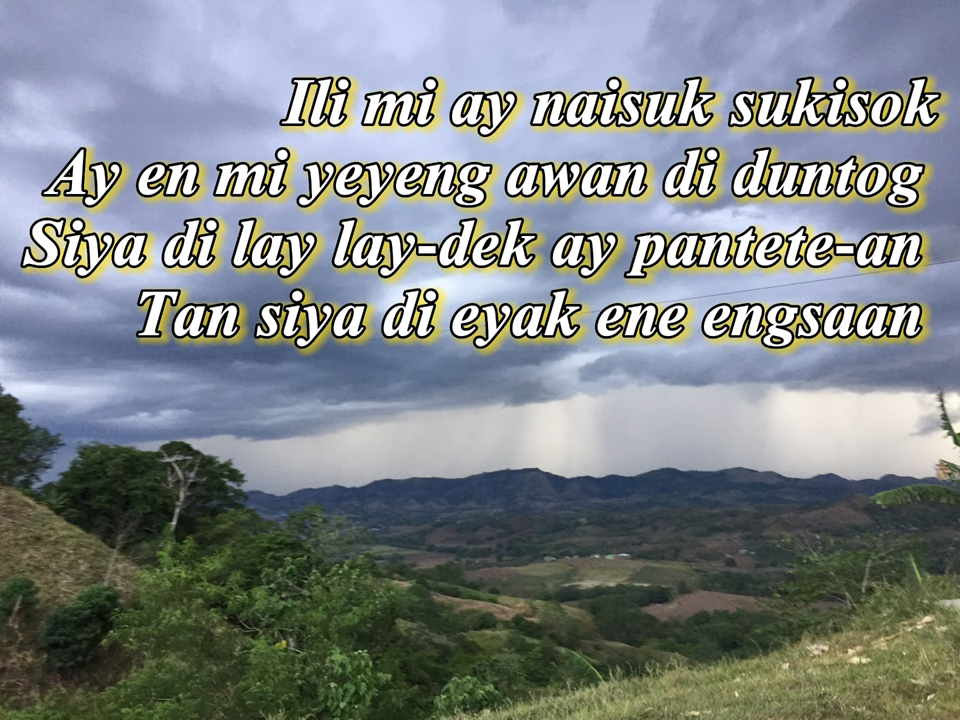 Ili mi ay naisuk sukisok
Ay en mi yeyeng awan di duntog
Siya di lay lay-dek ay pantete-an
Tan siya di eyak ene engsaan